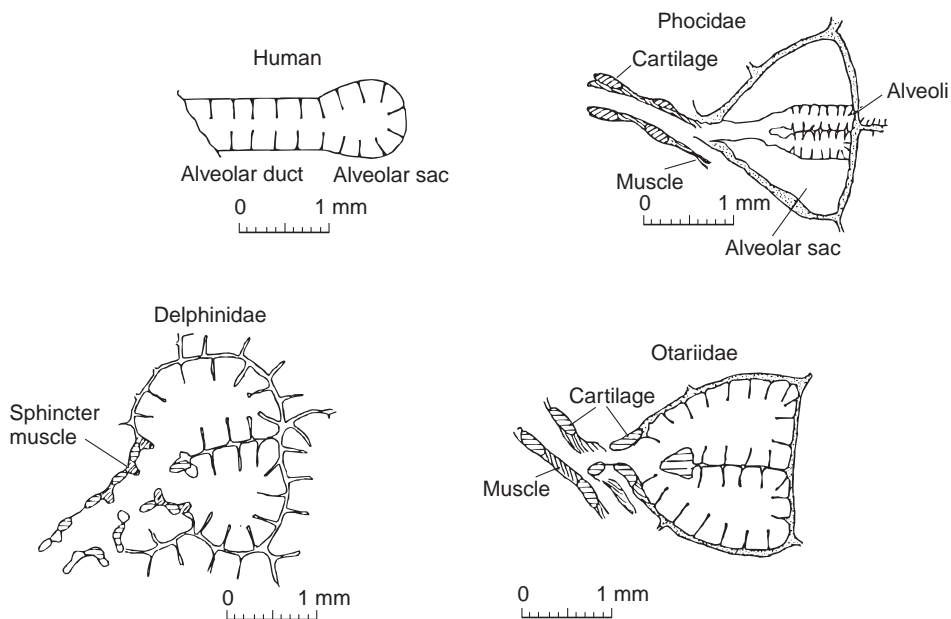 Human
Alveolar duct
Alveolar sac
0
1 mm
Phocidae
Cartilage
Alveoli
Muscle
0
1 mm
Alveolar sac
Delphinidae
Sphincter
muscle
0
1 mm
Otariidae
Cartilage
Muscle
0
1 mm